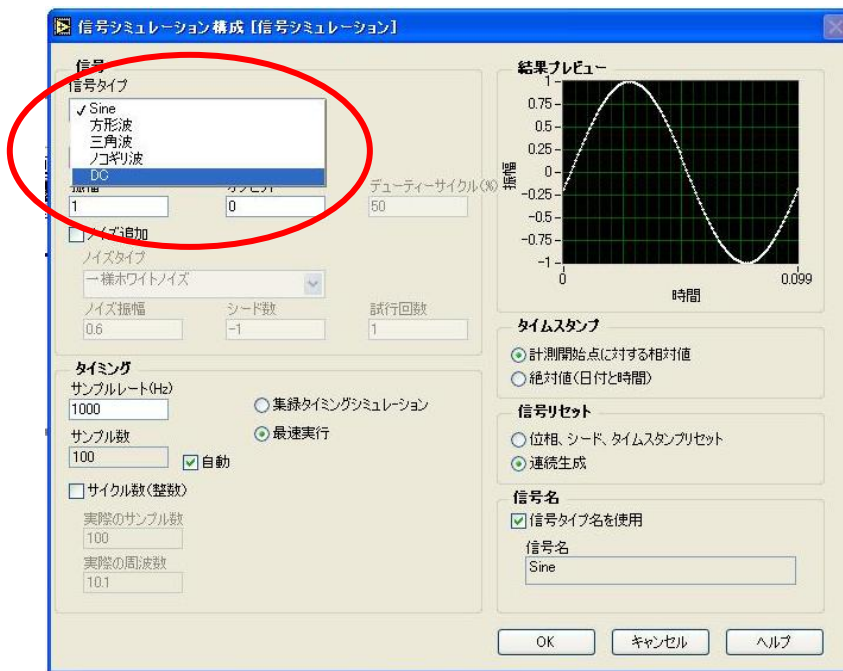 信号シミュレーション構成 [信号シミュレーション]
信号
信号タイプ
✓ Sine
方形波
三角波
ノコギリ波
DC
振幅
オフセット
デューティーサイクル(%)
1
0
50
ノイズ追加
ノイズタイプ
一様ホワイトノイズ
ノイズ振幅
シード数
試行回数
0.6
-1
1
タイミング
サンプルレート(Hz)
1000
集録タイミングシミュレーション
サンプル数
最速実行
100
自動
サイクル数(整数)
実際のサンプル数
100
実際の周波数
10.1
結果プレビュー
振幅
1
0.75
0.5
0.25
0
-0.25
-0.5
-0.75
-1
0
0.099
時間
タイムスタンプ
計測開始点に対する相対値
絶対値(日付と時間)
信号リセット
位相、シード、タイムスタンプリセット
連続生成
信号名
信号タイプ名を使用
信号名
Sine
OK
キャンセル
ヘルプ